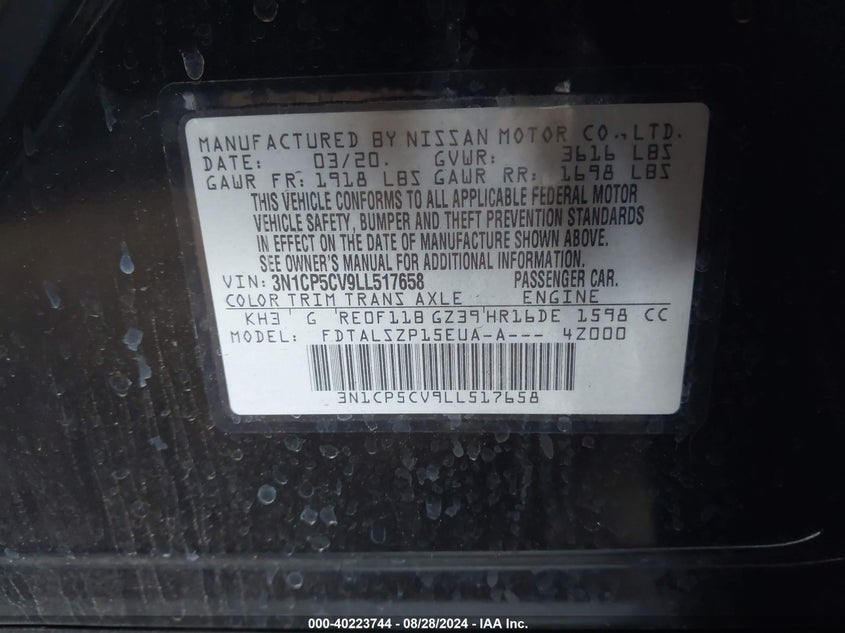 MANUFACTURED BY NISSAN MOTOR CO., LTD.
DATE: 03/20. GVWR: 3616 LBS
GAWR FR: 1918 LBS GAWR RR: 1698 LBS
THIS VEHICLE CONFORMS TO ALL APPLICABLE FEDERAL MOTOR
VEHICLE SAFETY, BUMPER AND THEFT PREVENTION STANDARDS
IN EFFECT ON THE DATE OF MANUFACTURE SHOWN ABOVE.
SEE OWNER'S MANUAL FOR ADDITIONAL INFORMATION.
VIN: 3N1CP5CV9LL517658 PASSENGER CAR.
COLOR TRIM TRANS AXLE ENGINE
KH3 G RE0F11B GZ39 HR16DE 1598 CC
MODEL: FDTALSZP15EUA-A--- 4Z000
3N1CP5CV9LL517658
000-40223744 - 08/28/2024 - IAA Inc.